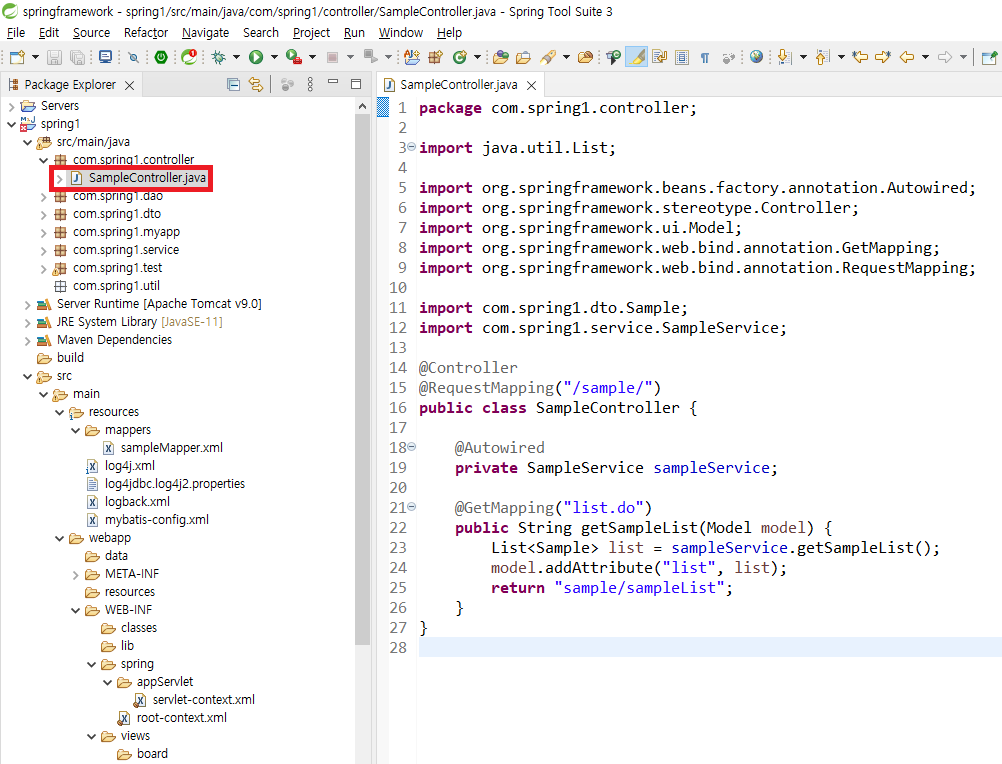 springframework - spring1/src/main/java/com/spring1/controller/SampleController.java - Spring Tool Suite 3
File Edit Source Refactor Navigate Search Project Run Window Help
Package Explorer
Servers
spring1
src/main/java
com.spring1.controller
SampleController.java
com.spring1.dao
com.spring1.dto
com.spring1.myapp
com.spring1.service
com.spring1.test
com.spring1.util
Server Runtime [Apache Tomcat v9.0]
JRE System Library [JavaSE-11]
Maven Dependencies
build
src
main
resources
mappers
sampleMapper.xml
log4j.xml
log4jdbc.log4j2.properties
logback.xml
mybatis-config.xml
webapp
data
META-INF
resources
WEB-INF
classes
lib
spring
appServlet
servlet-context.xml
root-context.xml
views
board
SampleController.java
1 package com.spring1.controller;
2
3 import java.util.List;
4
5 import org.springframework.beans.factory.annotation.Autowired;
6 import org.springframework.stereotype.Controller;
7 import org.springframework.ui.Model;
8 import org.springframework.web.bind.annotation.GetMapping;
9 import org.springframework.web.bind.annotation.RequestMapping;
10
11 import com.spring1.dto.Sample;
12 import com.spring1.service.SampleService;
13
14 @Controller
15 @RequestMapping("/sample/")
16 public class SampleController {
17
18     @Autowired
19     private SampleService sampleService;
20
21     @GetMapping("list.do")
22     public String getSampleList(Model model) {
23         List<Sample> list = sampleService.getSampleList();
24         model.addAttribute("list", list);
25         return "sample/sampleList";
26     }
27 }
28